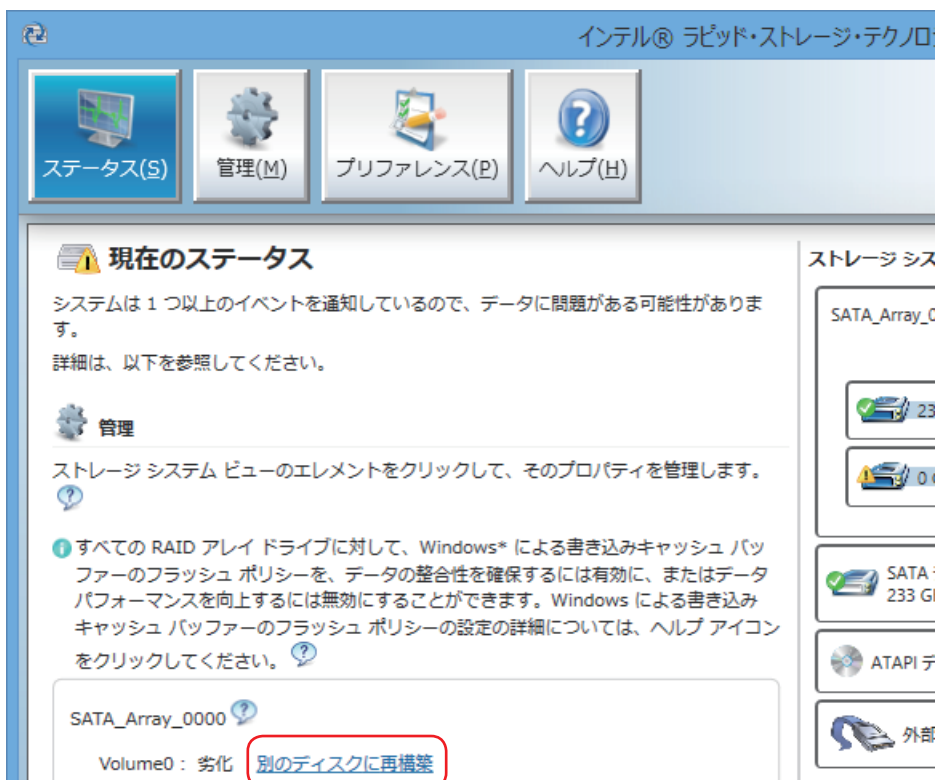 インテル® ラピッド・ストレージ・テクノロ
ステータス(S)
管理(M)
プリファレンス(P)
ヘルプ(H)
現在のステータス
システムは 1 つ以上のイベントを通知しているので、データに問題がある可能性がありま
す。
詳細は、以下を参照してください。
管理
ストレージ システム ビューのエレメントをクリックして、そのプロパティを管理します。
すべての RAID アレイ ドライブに対して、Windows* による書き込みキャッシュ バッ
ファーのフラッシュ ポリシーを、データの整合性を確保するには有効に、またはデータ
パフォーマンスを向上するには無効にすることができます。Windows による書き込み
キャッシュ バッファーのフラッシュ ポリシーの設定の詳細については、ヘルプ アイコン
をクリックしてください。
SATA_Array_0000
Volume0 : 劣化 別のディスクに再構築
ストレージ シス
SATA_Array_0
23
0
SATA
233 G
ATAPI デ
外部